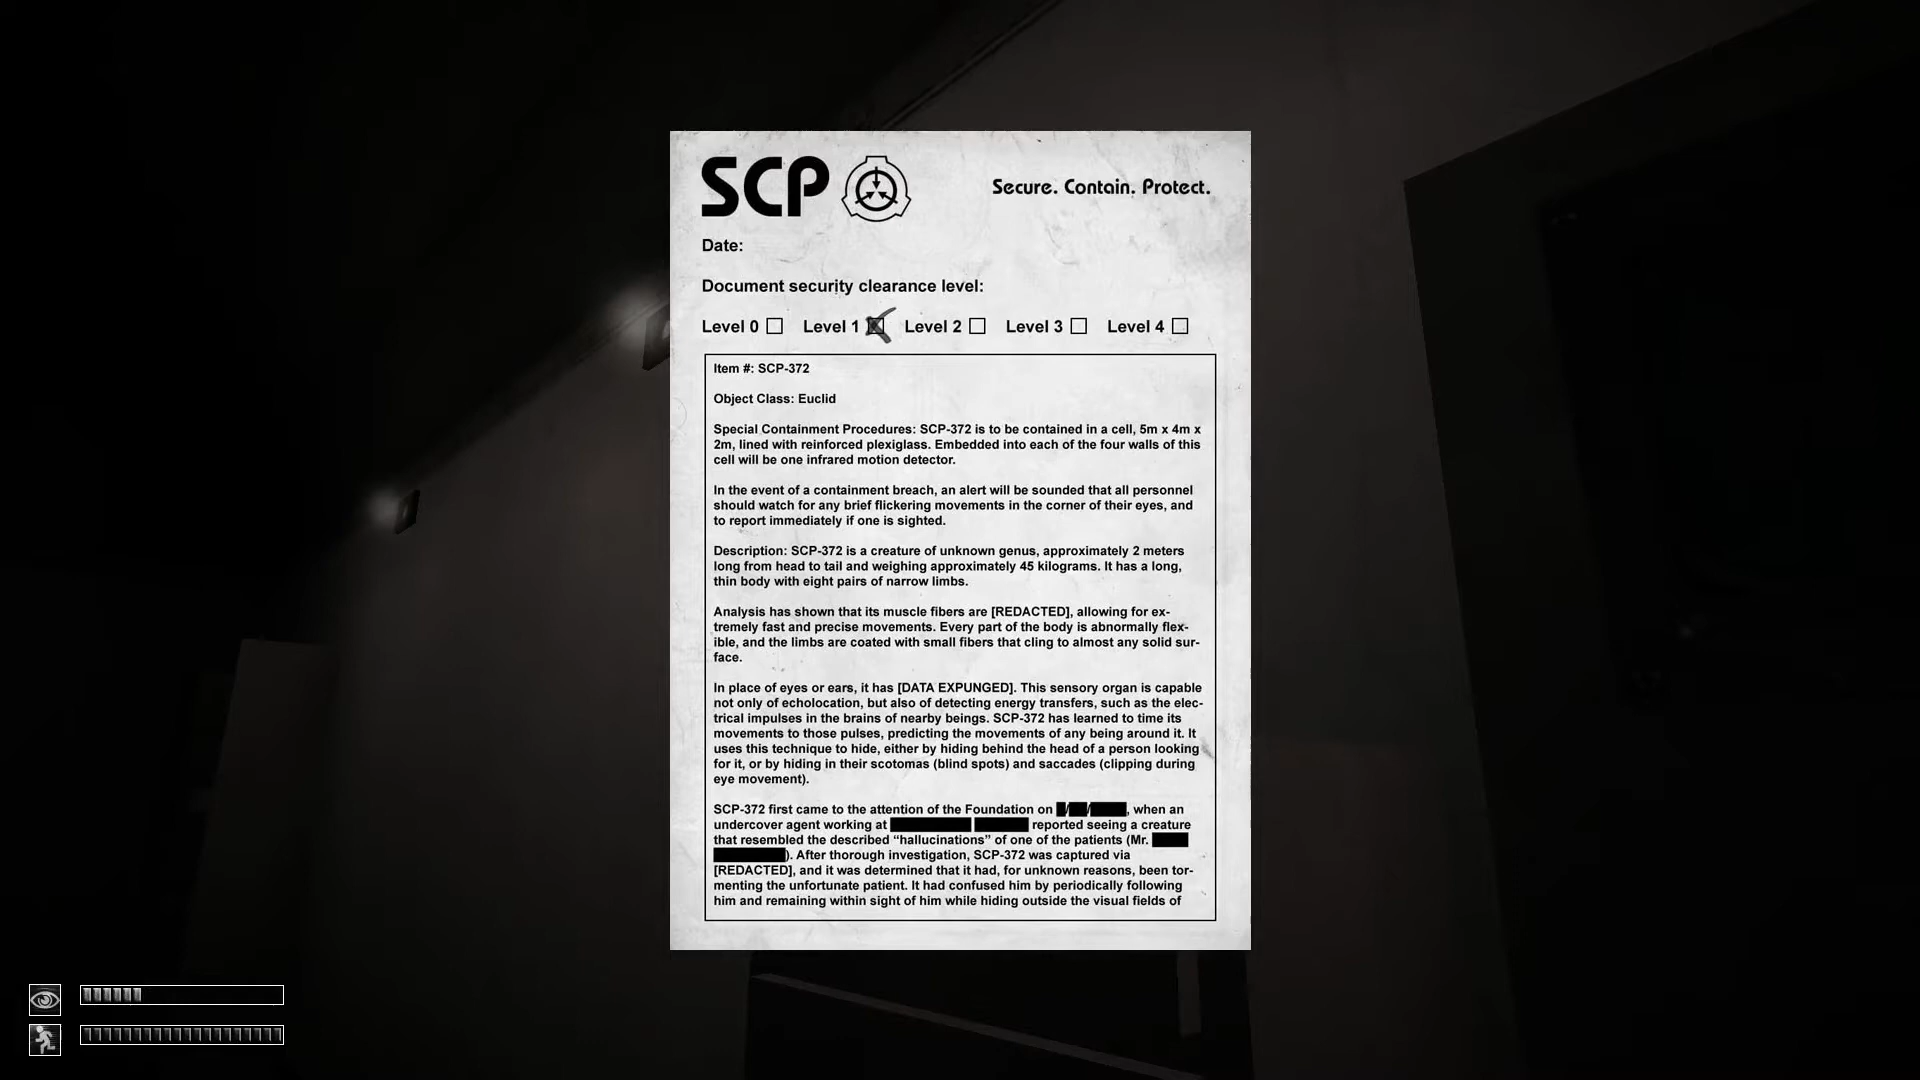 SCP
Secure. Contain. Protect.
Date:
Document security clearance level:
Level 0 Level 1 Level 2 Level 3 Level 4
Item #: SCP-372
Object Class: Euclid
Special Containment Procedures: SCP-372 is to be contained in a cell, 5m x 4m x
2m, lined with reinforced plexiglass. Embedded into each of the four walls of this
cell will be one infrared motion detector.
In the event of a containment breach, an alert will be sounded that all personnel
should watch for any brief flickering movements in the corner of their eyes, and
to report immediately if one is sighted.
Description: SCP-372 is a creature of unknown genus, approximately 2 meters
long from head to tail and weighing approximately 45 kilograms. It has a long,
thin body with eight pairs of narrow limbs.
Analysis has shown that its muscle fibers are [REDACTED], allowing for ex-
tremely fast and precise movements. Every part of the body is abnormally flex-
ible, and the limbs are coated with small fibers that cling to almost any solid sur-
face.
In place of eyes or ears, it has [DATA EXPUNGED]. This sensory organ is capable
not only of echolocation, but also of detecting energy transfers, such as the elec-
trical impulses in the brains of nearby beings. SCP-372 has learned to time its
movements to those pulses, predicting the movements of any being around it. It
uses this technique to hide, either by hiding behind the head of a person looking
for it, or by hiding in their scotomas (blind spots) and saccades (clipping during
eye movement).
SCP-372 first came to the attention of the Foundation on / / , when an
undercover agent working at reported seeing a creature
that resembled the described “hallucinations” of one of the patients (Mr.
). After thorough investigation, SCP-372 was captured via
[REDACTED], and it was determined that it had, for unknown reasons, been tor-
menting the unfortunate patient. It had confused him by periodically following
him and remaining within sight of him while hiding outside the visual fields of